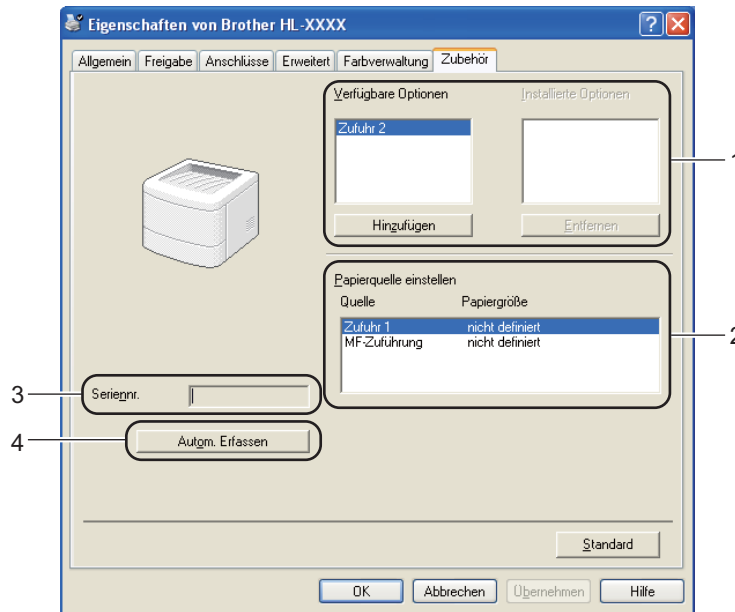 Eigenschaften von Brother HL-XXXX
Allgemein Freigabe Anschlüsse Erweitert Farbverwaltung Zubehör
Verfügbare Optionen Installierte Optionen
Zufuhr 2
1
Hinzufügen Entfernen
Papierquelle einstellen
Quelle Papiergröße
Zufuhr 1 nicht definiert
MF-Zuführung nicht definiert
2
3 Seriennr.
4 Autom. Erfassen
Standard
OK Abbrechen Übernehmen Hilfe